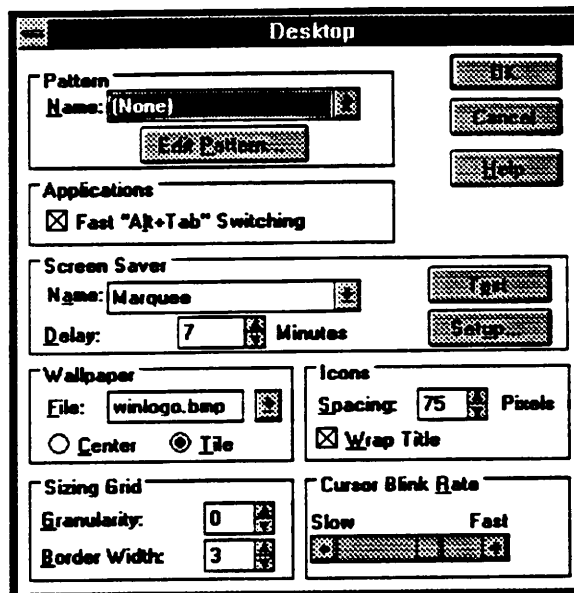 Desktop
Pattern
Name: (None)
Edit Pattern...
OK
Cancel
Help
Applications
Fast "Alt+Tab" Switching
Screen Saver
Name: Marquee
Delay: 7 Minutes
Test
Setup...
Wallpaper
File: winlogo.bmp
Center Tile
Icons
Spacing: 75 Pixels
Wrap Title
Sizing Grid
Granularity: 0
Border Width: 3
Cursor Blink Rate
Slow Fast